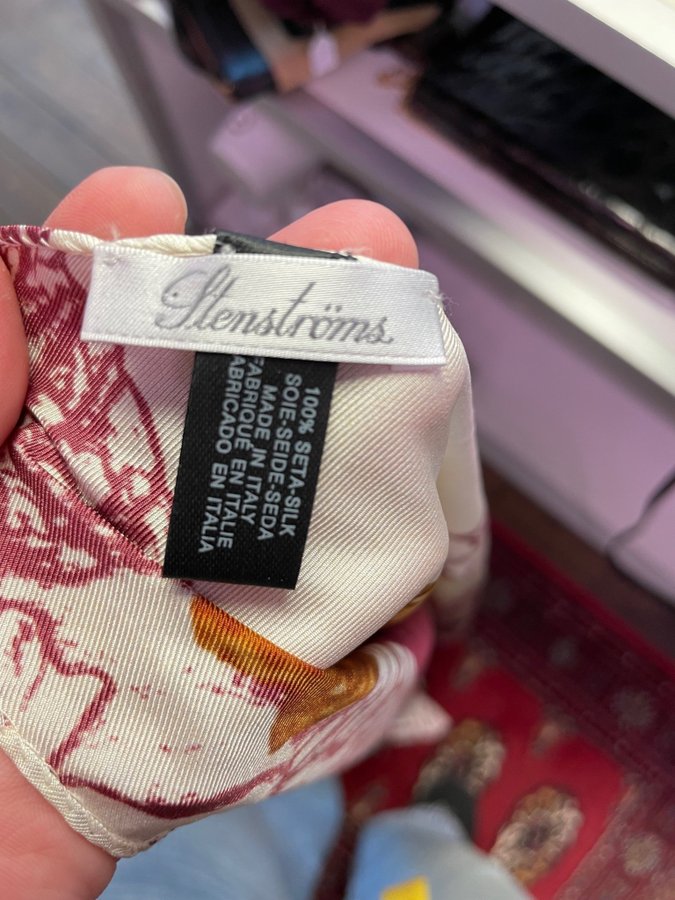 Stenströms
100% SETA-SILK
SOIE-SEIDE-SEDA
MADE IN ITALY
FABRIQUE EN ITALIE
FABRICADO EN ITALIA